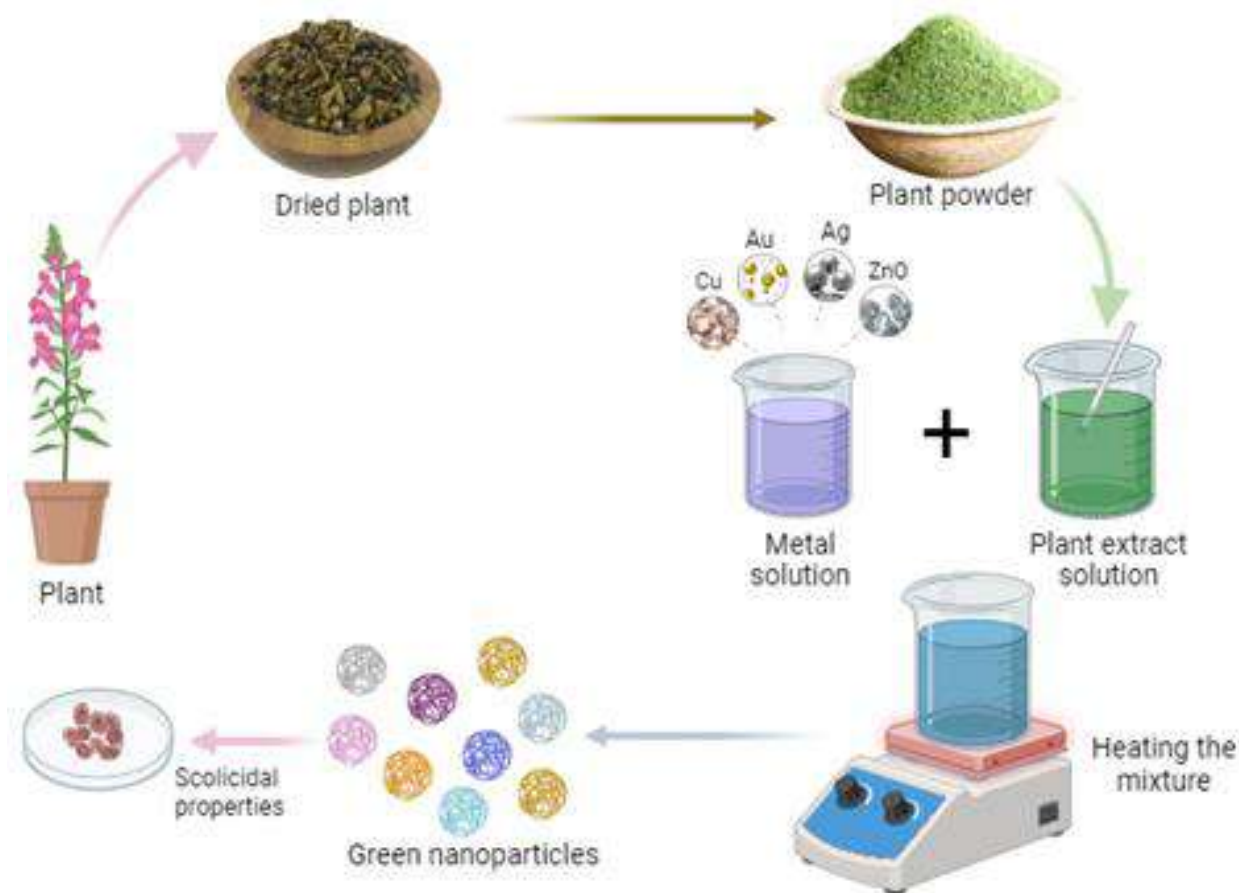 Dried plant
Plant powder
Au
Ag
Cu
ZnO
+
Metal
solution
Plant extract
solution
Plant
Heating the
mixture
Scolicidal
properties
Green nanoparticles